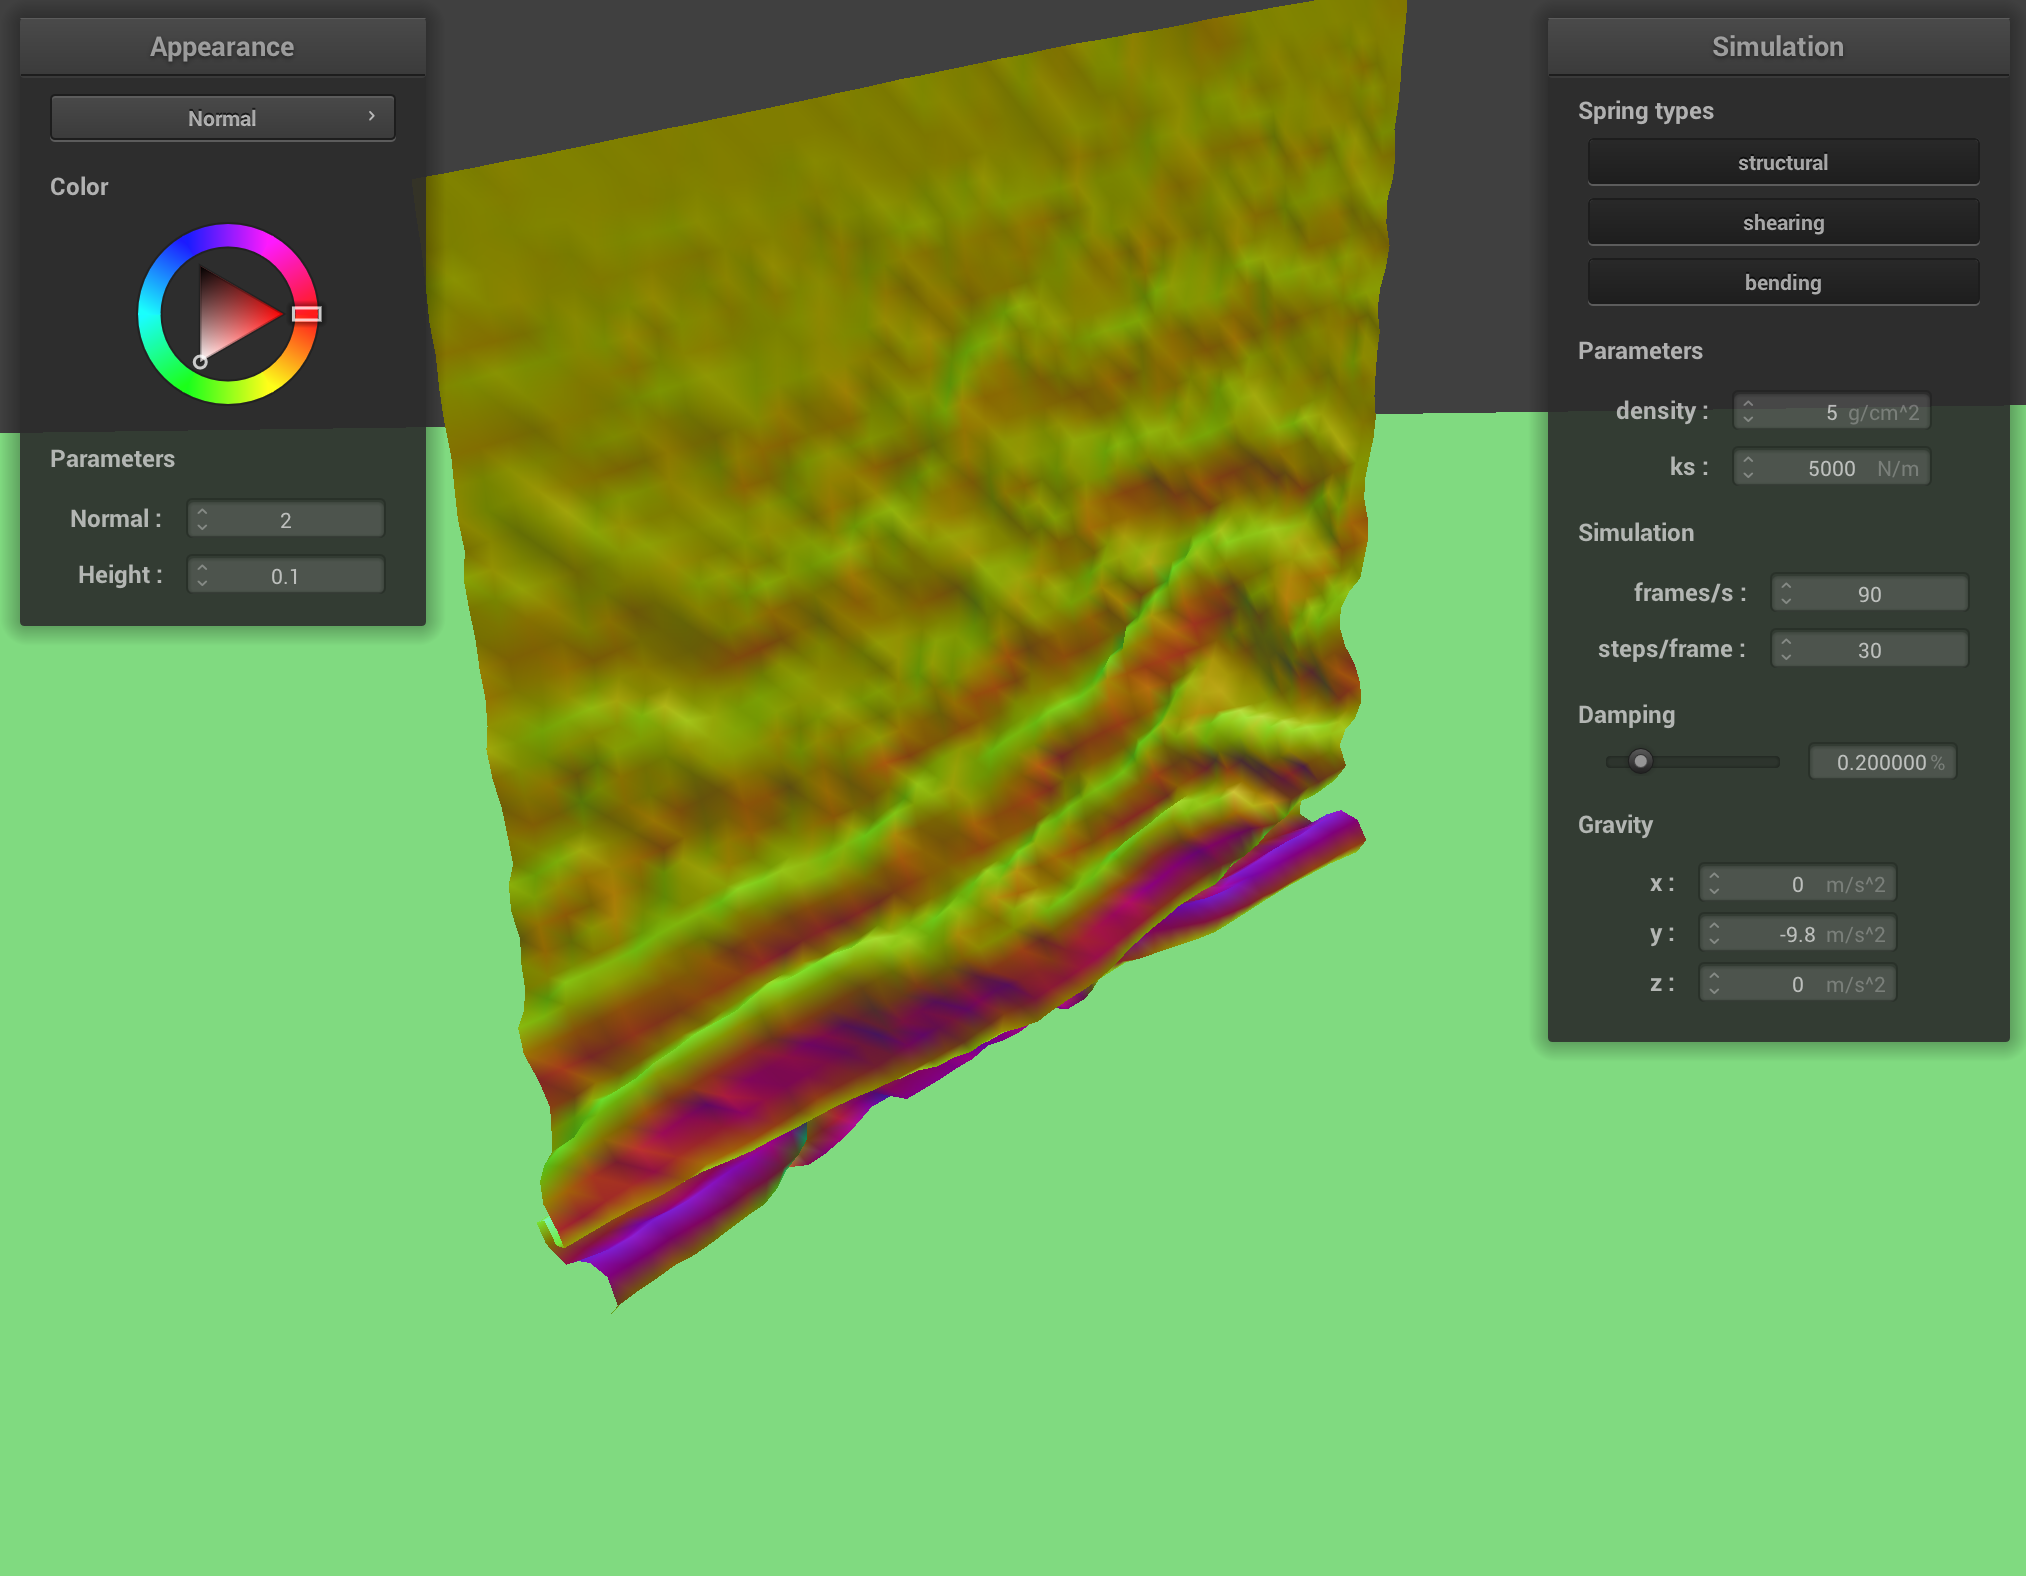 Appearance
Normal
Color
Parameters
Normal : 2
Height : 0.1
Simulation
Spring types
structural
shearing
bending
Parameters
density : 5 g/cm^2
ks : 5000 N/m
Simulation
frames/s : 90
steps/frame : 30
Damping
0.200000 %
Gravity
x : 0 m/s^2
y : -9.8 m/s^2
z : 0 m/s^2